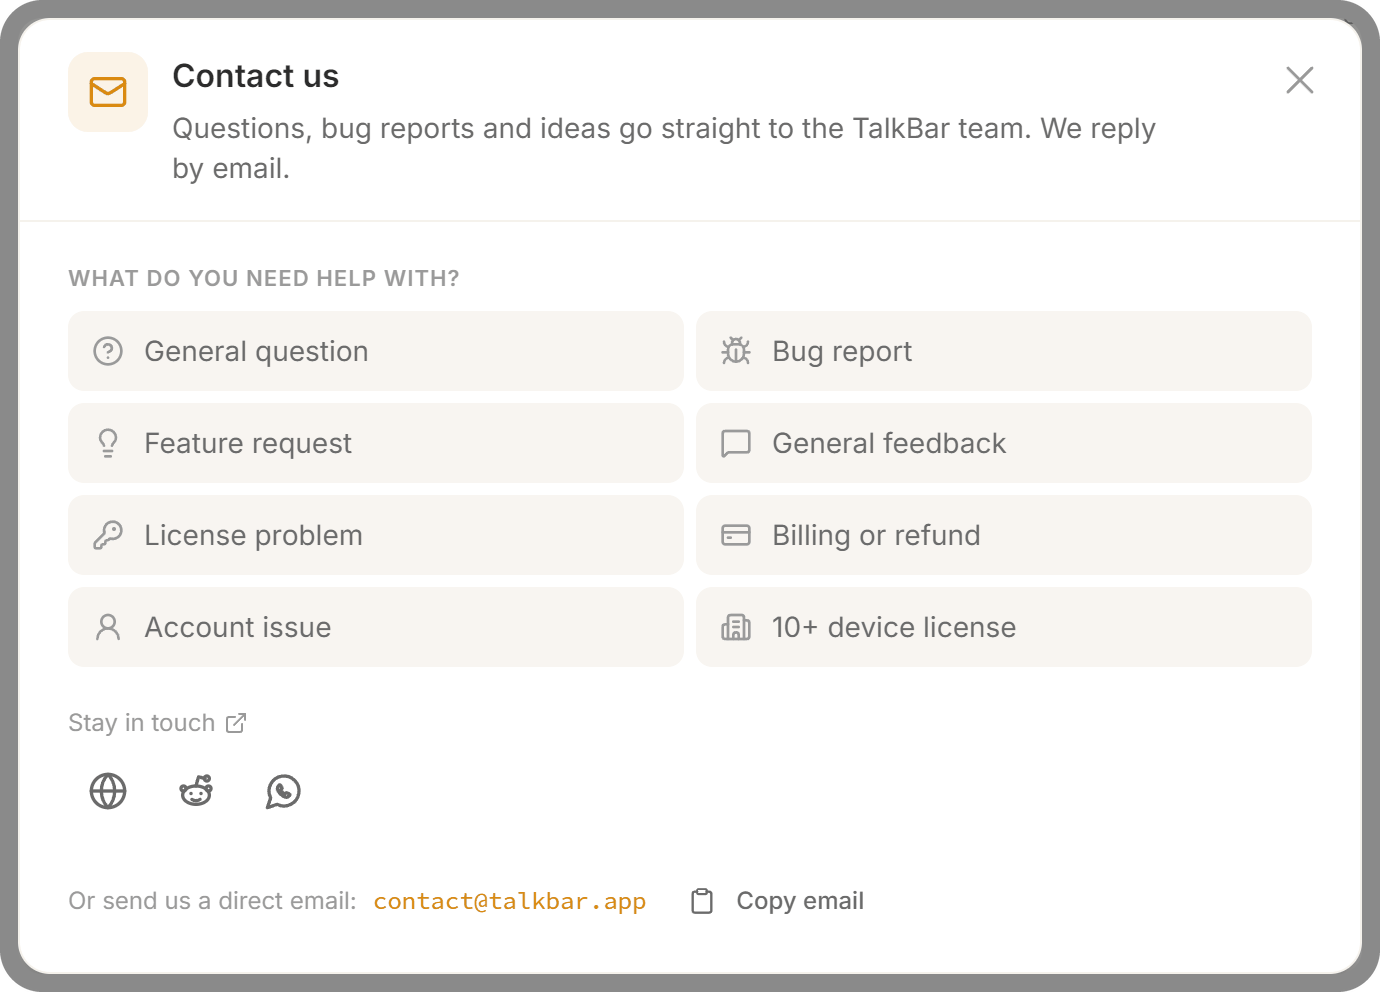 Contact us
Questions, bug reports and ideas go straight to the TalkBar team. We reply
by email.
WHAT DO YOU NEED HELP WITH?
General question
Bug report
Feature request
General feedback
License problem
Billing or refund
Account issue
10+ device license
Stay in touch
Or send us a direct email: contact@talkbar.app Copy email